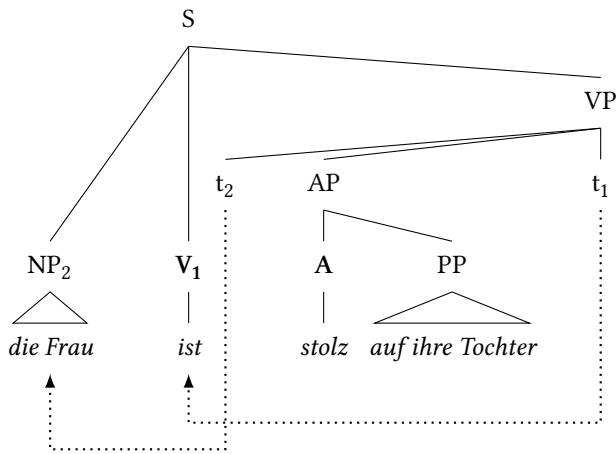 S
VP
t₂ AP t₁
NP₂ V₁ A PP
die Frau ist stolz auf ihre Tochter